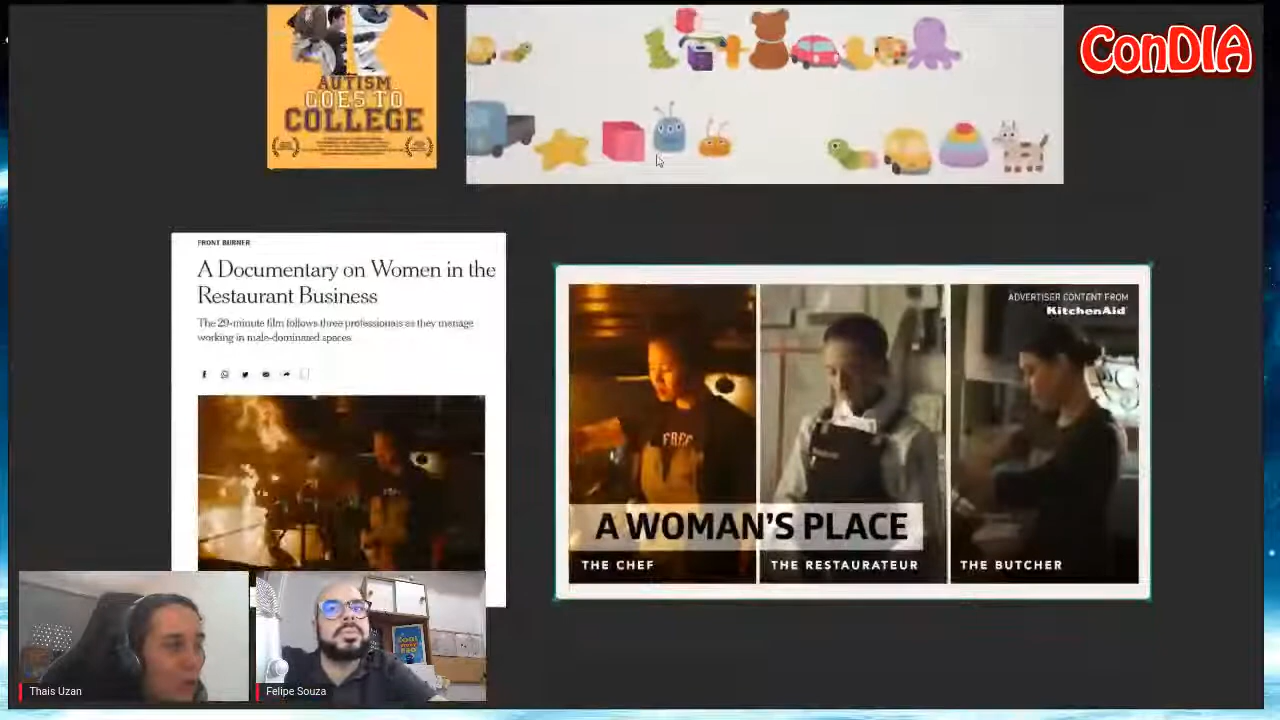 ConDIA
AUTISM
GOES TO
COLLEGE
FRONT BURNER
A Documentary on Women in the
Restaurant Business
The 29-minute film follows three professionals as they manage
working in male-dominated spaces
ADVERTISER CONTENT FROM
KitchenAid
FREE
A WOMAN'S PLACE
THE CHEF
THE RESTAURATEUR
THE BUTCHER
Thais Uzan
Felipe Souza